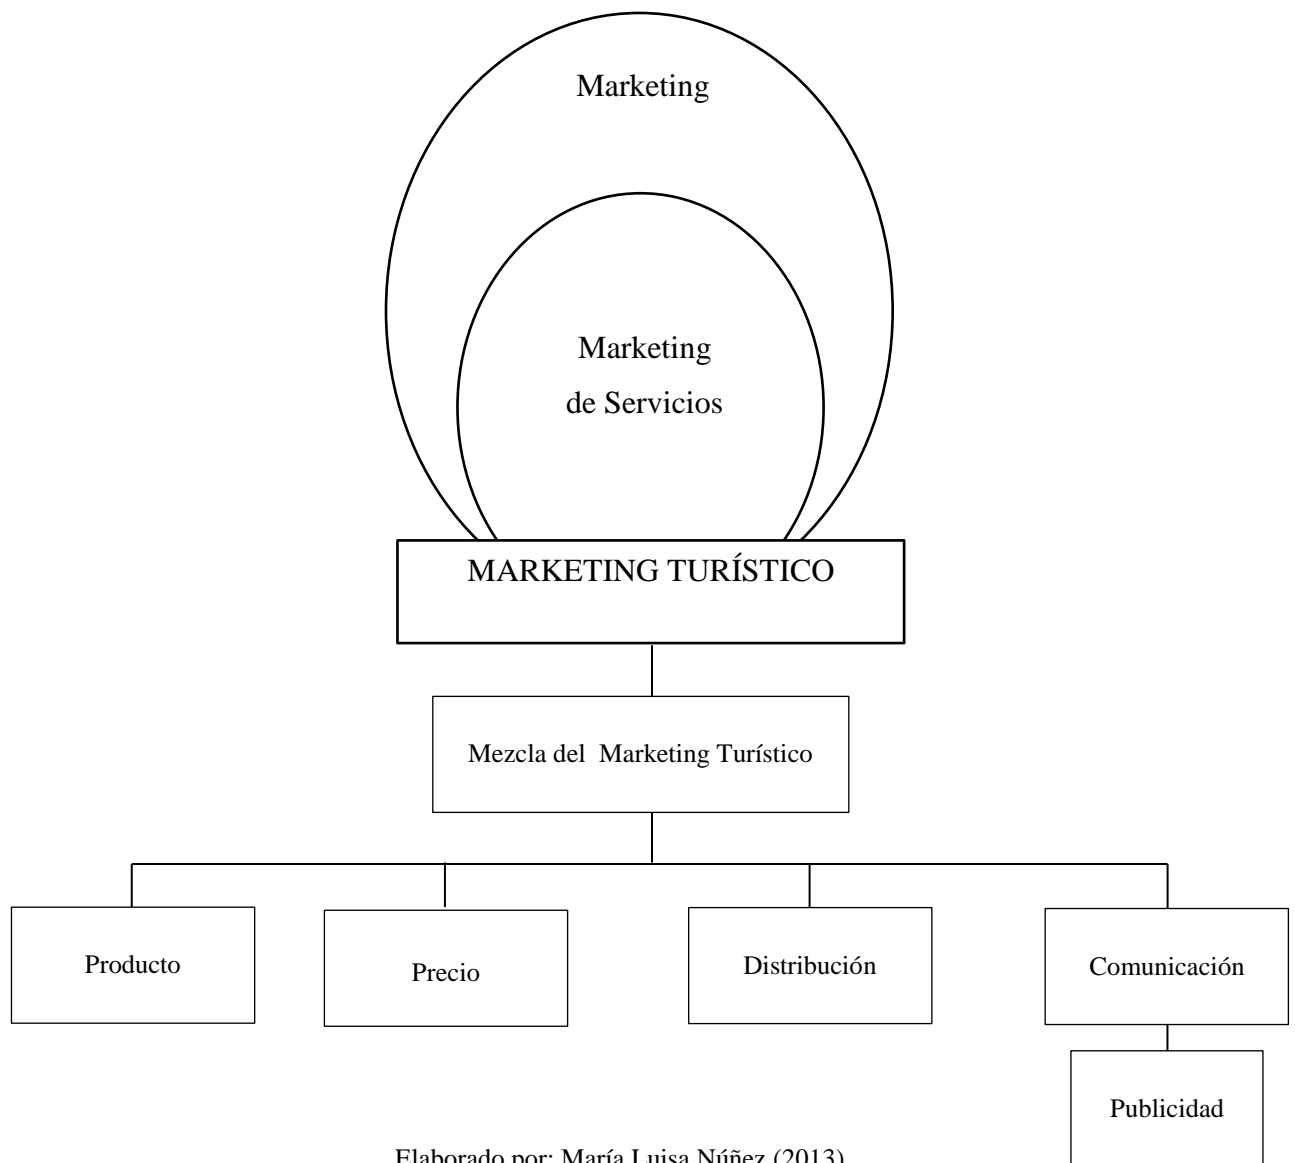 Marketing
Marketing
de Servicios
MARKETING TURÍSTICO
Mezcla del  Marketing Turístico
Producto
Precio
Distribución
Comunicación
Publicidad
Elaborado por: María Luisa Núñez (2013)